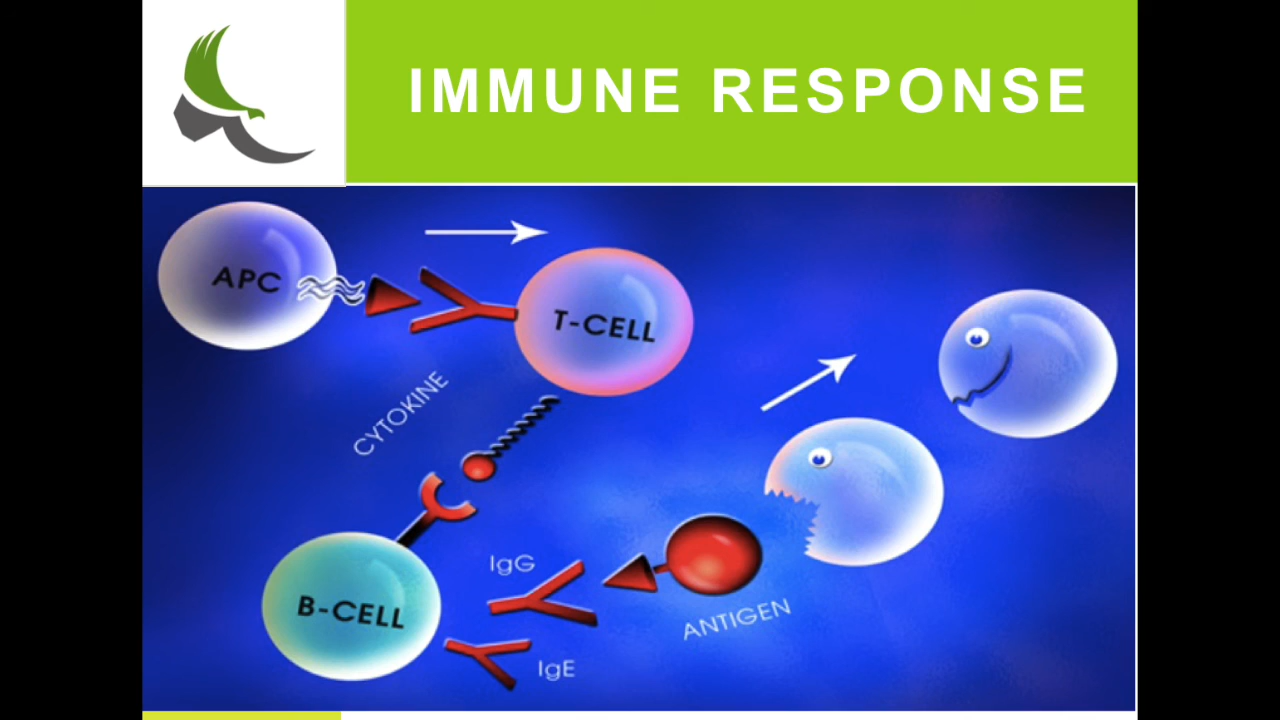 IMMUNE RESPONSE
APC
T-CELL
CYTOKINE
IgG
B-CELL
ANTIGEN
IgE